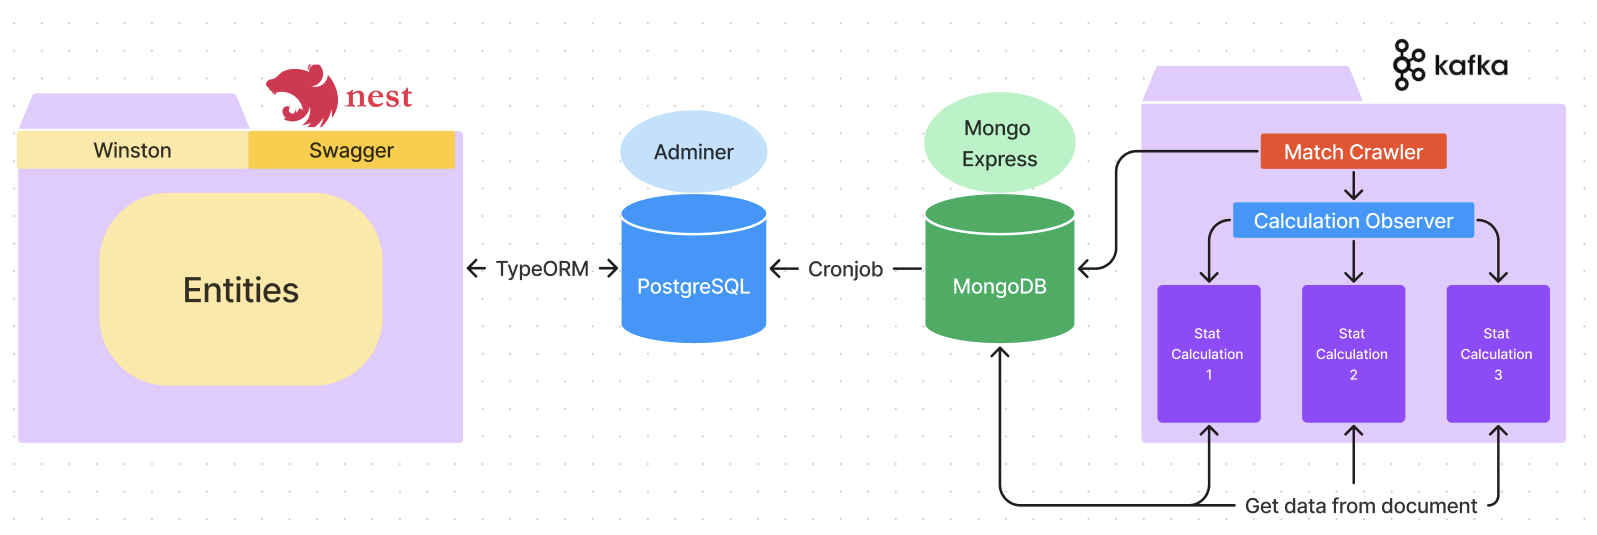 nest
Winston
Swagger
Entities
TypeORM
Adminer
PostgreSQL
Cronjob
Mongo
Express
MongoDB
kafka
Match Crawler
Calculation Observer
Stat
Calculation
1
Stat
Calculation
2
Stat
Calculation
3
Get data from document